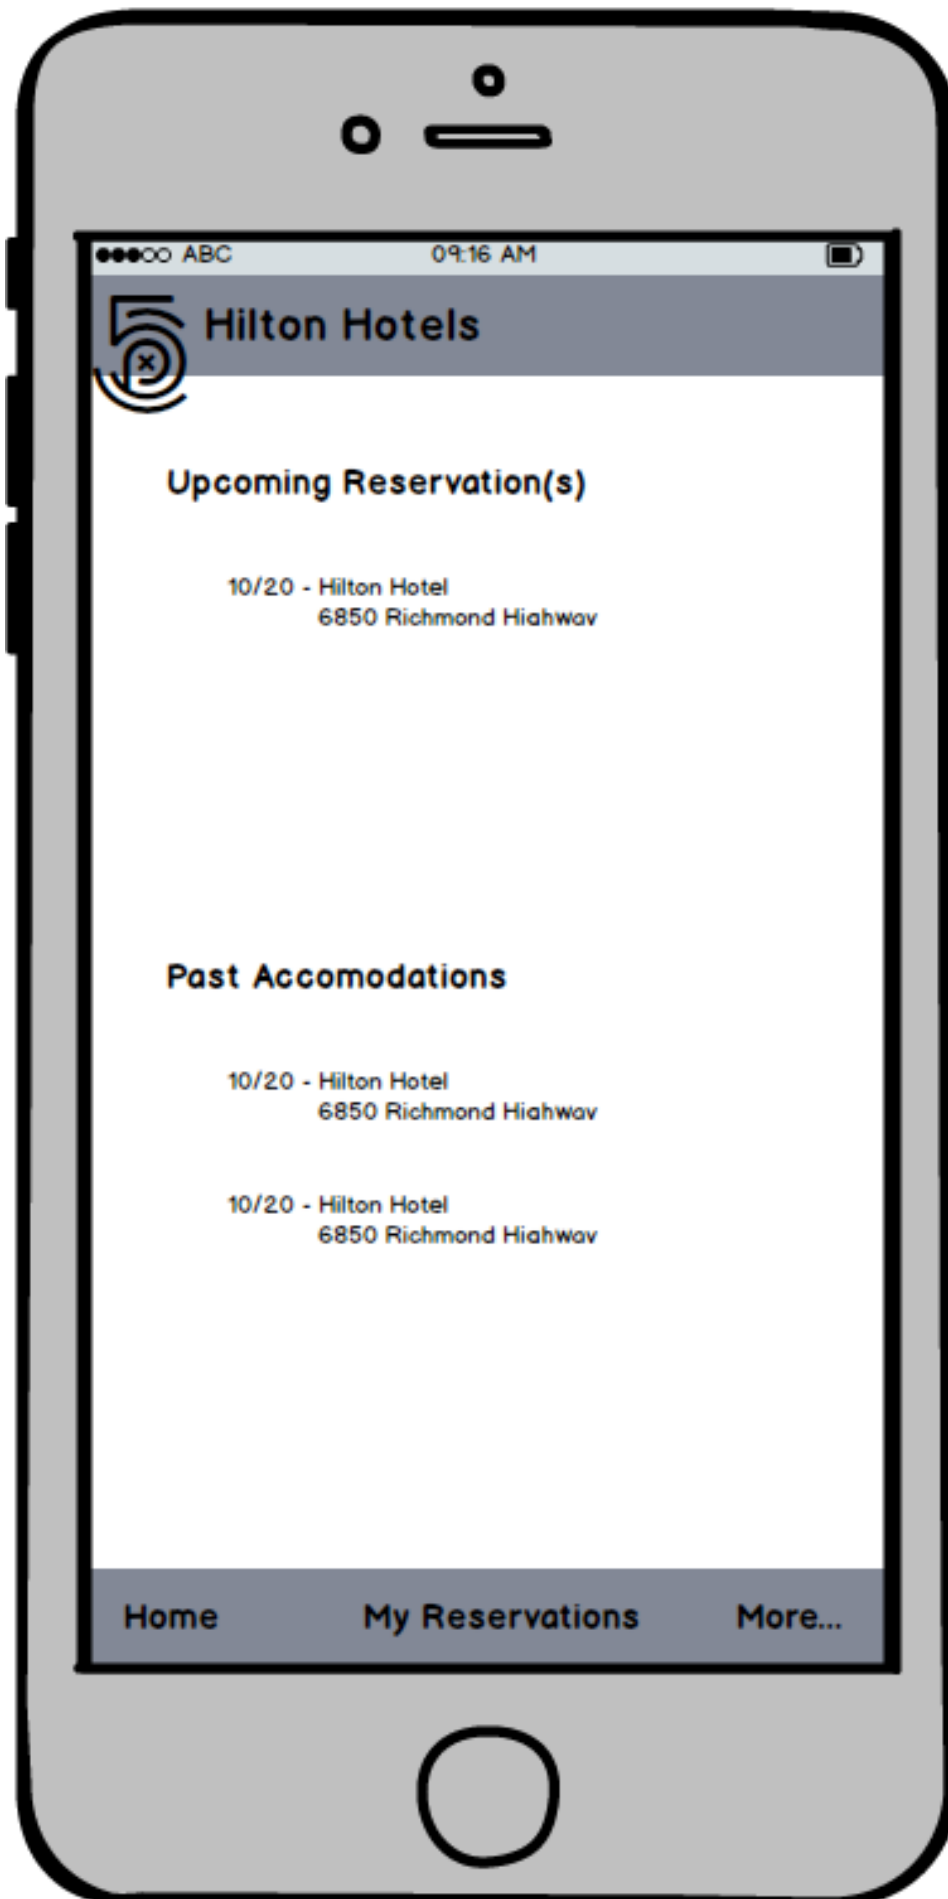 ABC 09:16 AM
Hilton Hotels
Upcoming Reservation(s)
10/20 - Hilton Hotel
6850 Richmond Highway
Past Accomodations
10/20 - Hilton Hotel
6850 Richmond Highway
10/20 - Hilton Hotel
6850 Richmond Highway
Home My Reservations More...